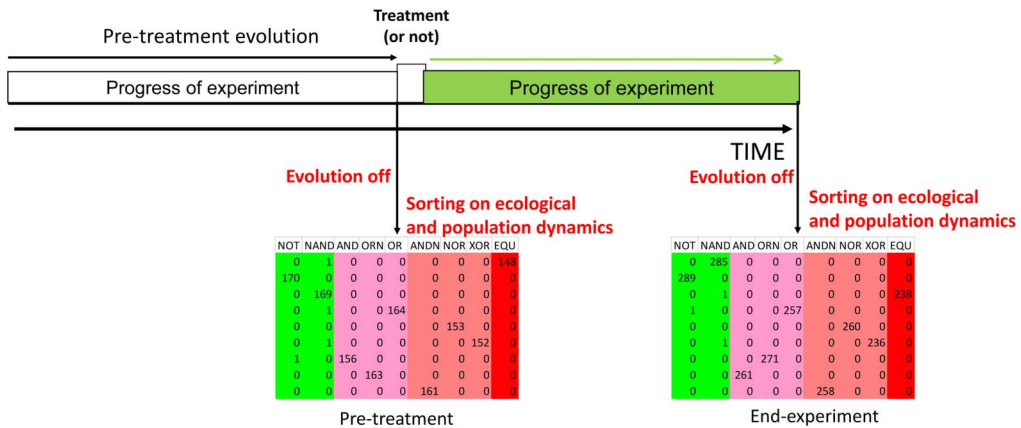 Treatment
(or not)
Pre-treatment evolution
Progress of experiment
Progress of experiment
TIME
Evolution off
Sorting on ecological
and population dynamics
Evolution off
Sorting on ecological
and population dynamics
NOT NAND AND ORN OR ANDN NOR XOR EQU
0 1 0 0 0 0 0 0 148
170 0 0 0 0 0 0 0 0
0 169 0 0 0 0 0 0 0
0 1 0 0 164 0 0 0 0
0 0 0 0 0 0 153 0 0
0 1 0 0 0 0 0 152 0
1 0 156 0 0 0 0 0 0
0 0 0 163 0 0 0 0 0
0 0 0 0 0 161 0 0 0
Pre-treatment
NOT NAND AND ORN OR ANDN NOR XOR EQU
0 285 0 0 0 0 0 0 0
289 0 0 0 0 0 0 0 0
0 1 0 0 0 0 0 0 238
1 0 0 0 257 0 0 0 0
0 0 0 0 0 0 260 0 0
0 1 0 0 0 0 0 236 0
0 0 0 271 0 0 0 0 0
0 0 261 0 0 0 0 0 0
0 0 0 0 0 258 0 0 0
End-experiment